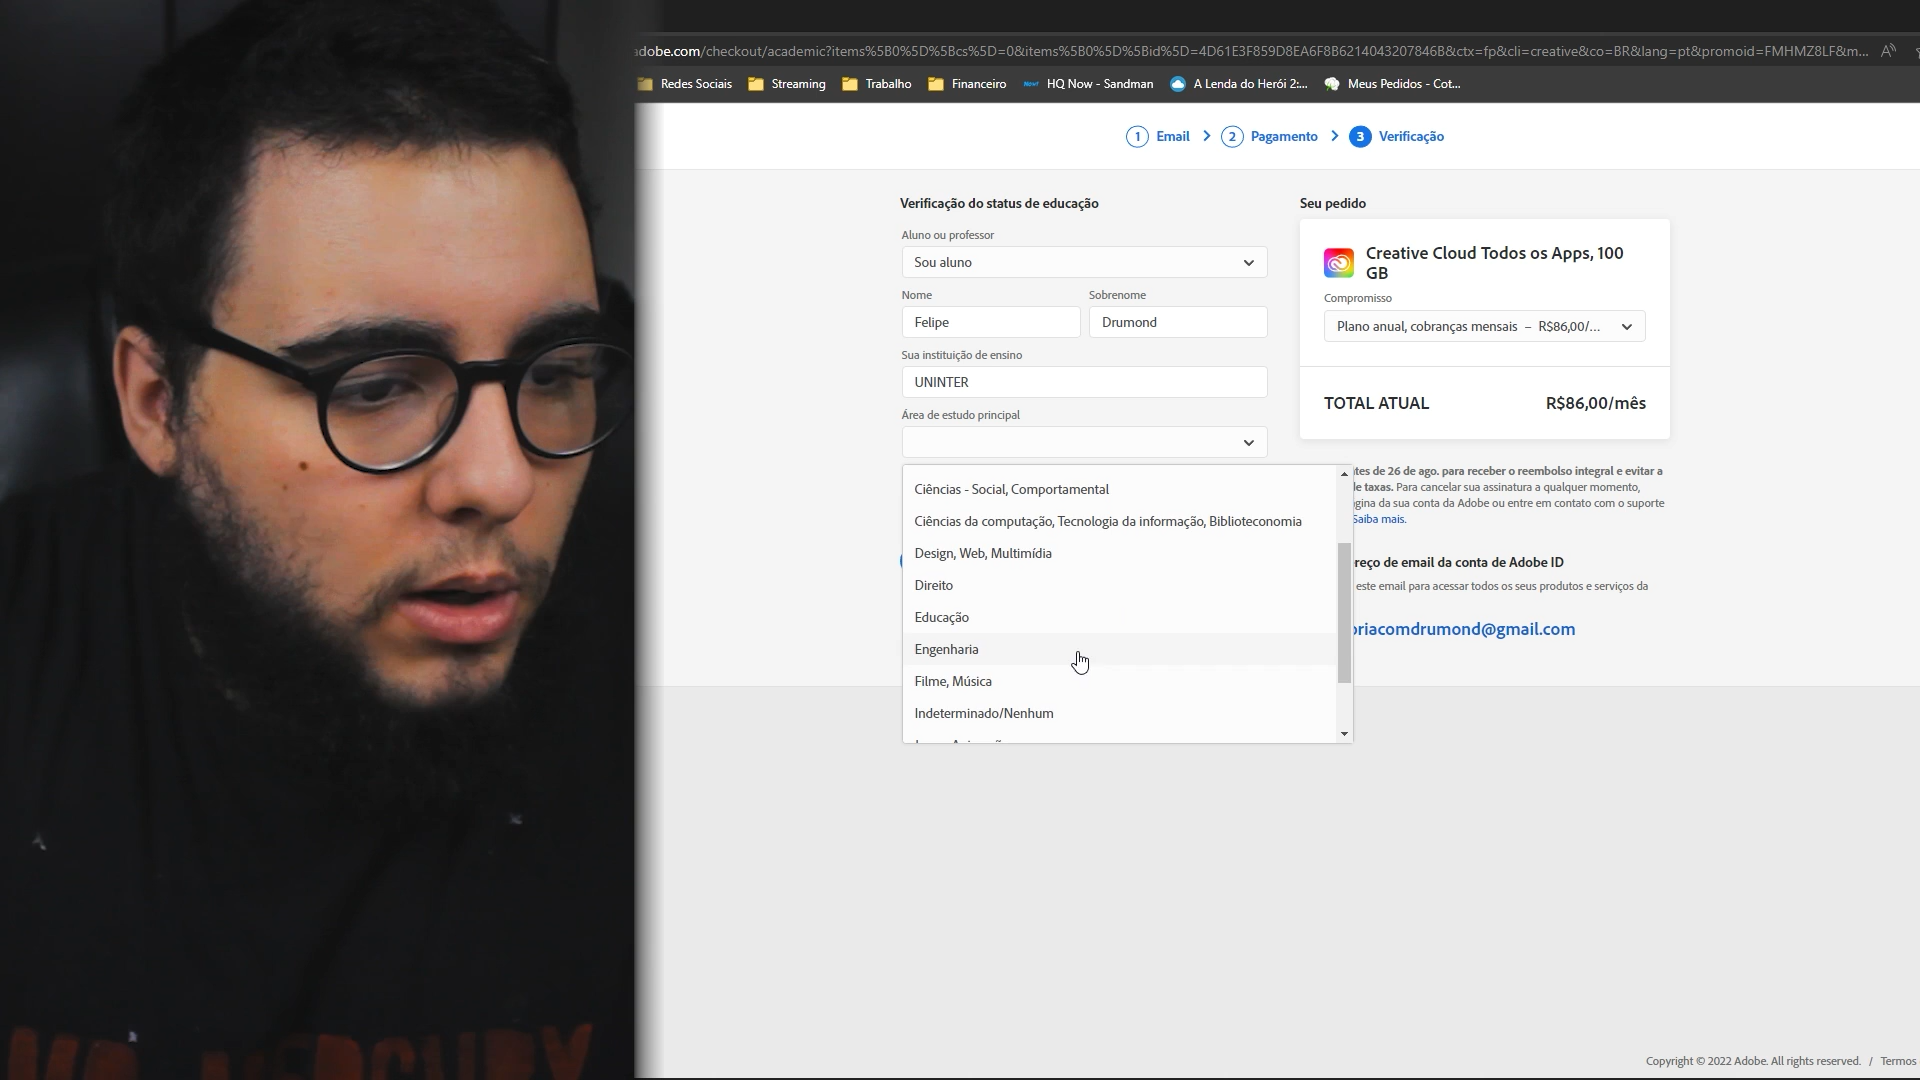 adobe.com/checkout/academic?items%5B0%5D%5Bcs%5D=0&items%5B0%5D%5Bid%5D=4D61E3F859D8EA6F8B6214043207846B&ctx=fp&cli=creative&co=BR&lang=pt&promoid=FMHMZ8LF&m...
Redes Sociais
Streaming
Trabalho
Financeiro
HQ Now - Sandman
A Lenda do Herói 2:...
Meus Pedidos - Cot...
1 Email
2 Pagamento
3 Verificação
Verificação do status de educação
Aluno ou professor
Sou aluno
Nome
Sobrenome
Felipe
Drumond
Sua instituição de ensino
UNINTER
Área de estudo principal
Ciências - Social, Comportamental
Ciências da computação, Tecnologia da informação, Biblioteconomia
Design, Web, Multimídia
Direito
Educação
Engenharia
Filme, Música
Indeterminado/Nenhum
Seu pedido
Creative Cloud Todos os Apps, 100
GB
Compromisso
Plano anual, cobranças mensais – R$86,00/...
TOTAL ATUAL R$86,00/mês
tes de 26 de ago. para receber o reembolso integral e evitar a
de taxas. Para cancelar sua assinatura a qualquer momento,
gina da sua conta da Adobe ou entre em contato com o suporte
Saiba mais.
reço de email da conta de Adobe ID
este email para acessar todos os seus produtos e serviços da
oriacomdrumond@gmail.com
Copyright © 2022 Adobe. All rights reserved. / Termos
MERCURY